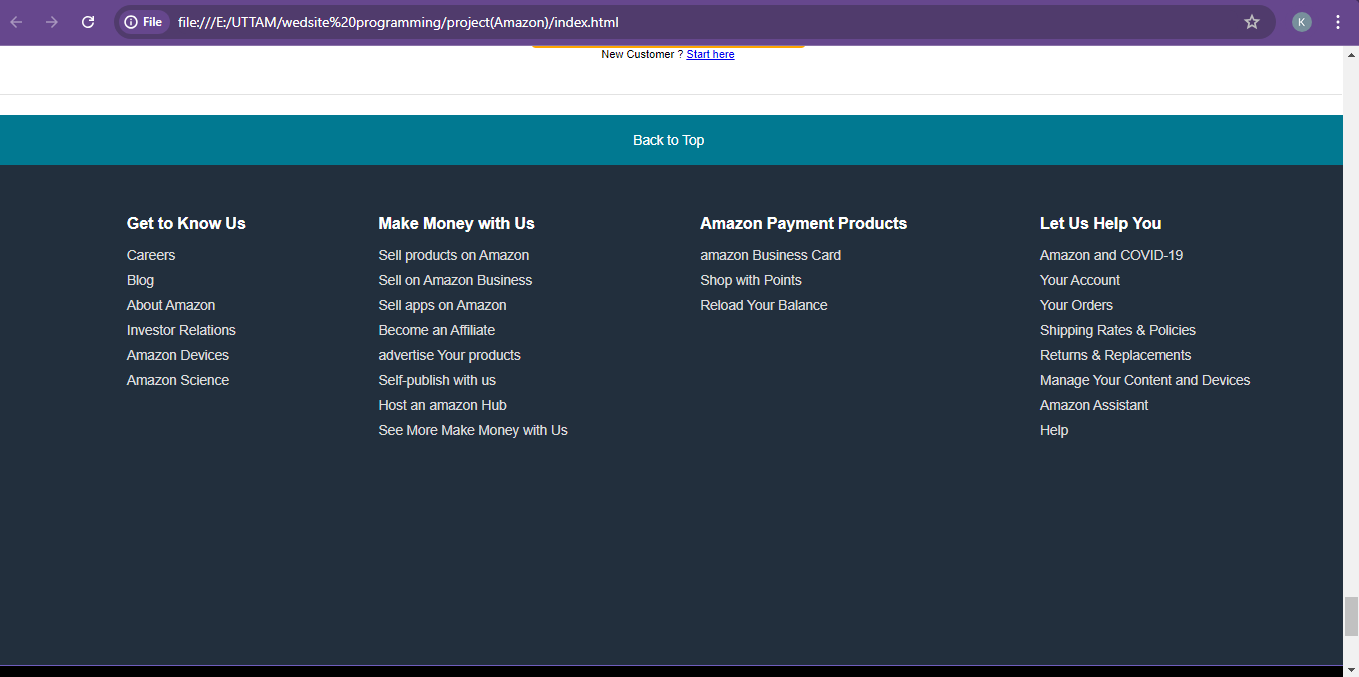 File file:///E:/UTTAM/wedsite%20programming/project(Amazon)/index.html
K
New Customer ? Start here
Back to Top
Get to Know Us
Careers
Blog
About Amazon
Investor Relations
Amazon Devices
Amazon Science
Make Money with Us
Sell products on Amazon
Sell on Amazon Business
Sell apps on Amazon
Become an Affiliate
advertise Your products
Self-publish with us
Host an amazon Hub
See More Make Money with Us
Amazon Payment Products
amazon Business Card
Shop with Points
Reload Your Balance
Let Us Help You
Amazon and COVID-19
Your Account
Your Orders
Shipping Rates & Policies
Returns & Replacements
Manage Your Content and Devices
Amazon Assistant
Help